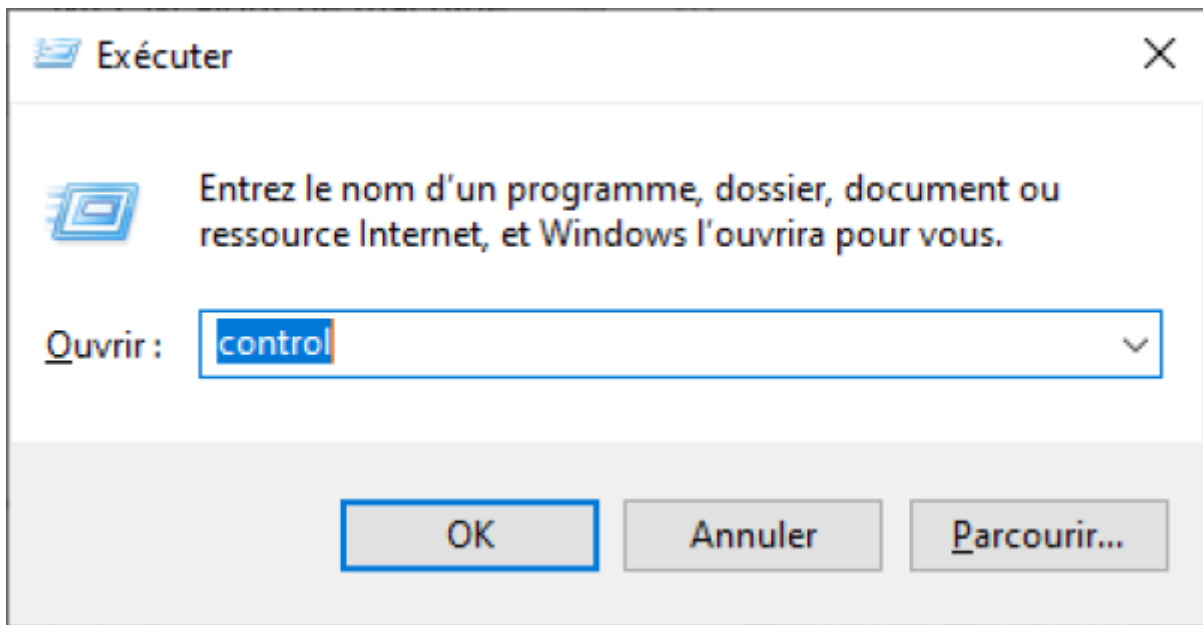 Exécuter
Entrez le nom d'un programme, dossier, document ou
ressource Internet, et Windows l'ouvrira pour vous.
Ouvrir : control
OK Annuler Parcourir...